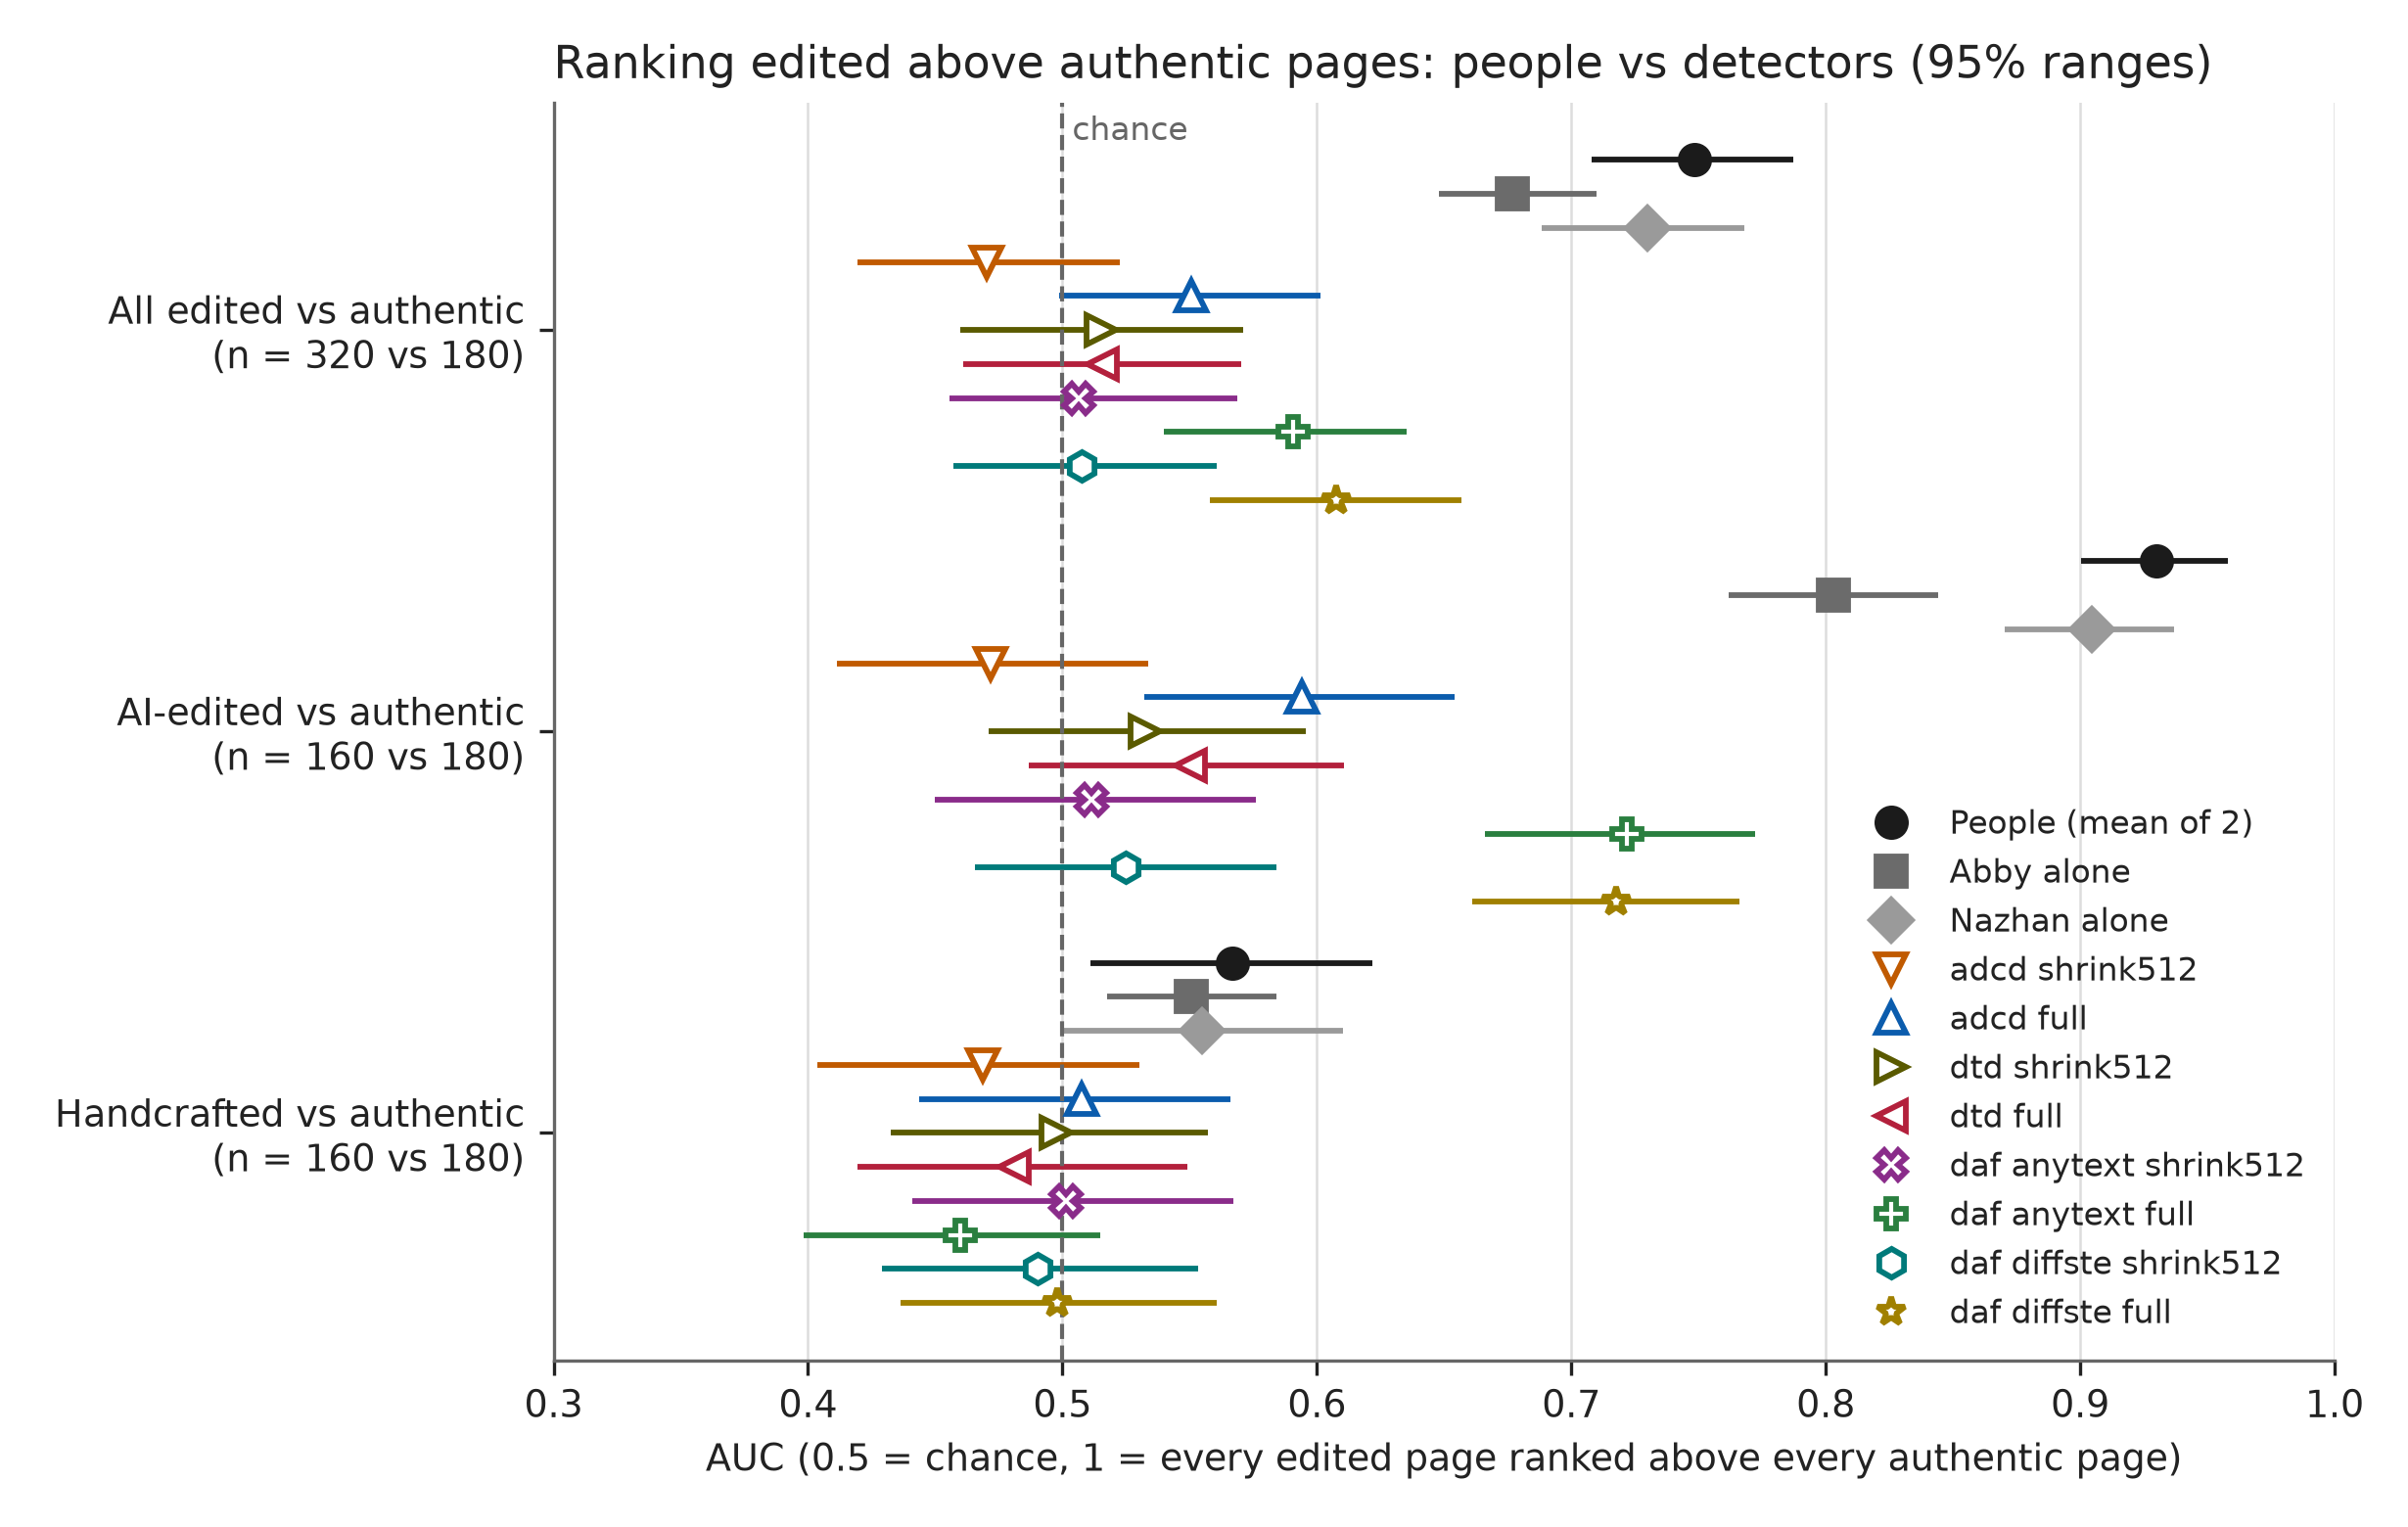 Ranking edited above authentic pages: people vs detectors (95% ranges)
chance
All edited vs authentic
(n = 320 vs 180)
AI-edited vs authentic
(n = 160 vs 180)
Handcrafted vs authentic
(n = 160 vs 180)
People (mean of 2)
Abby alone
Nazhan alone
adcd shrink512
adcd full
dtd shrink512
dtd full
daf anytext shrink512
daf anytext full
daf diffste shrink512
daf diffste full
0.3 0.4 0.5 0.6 0.7 0.8 0.9 1.0
AUC (0.5 = chance, 1 = every edited page ranked above every authentic page)